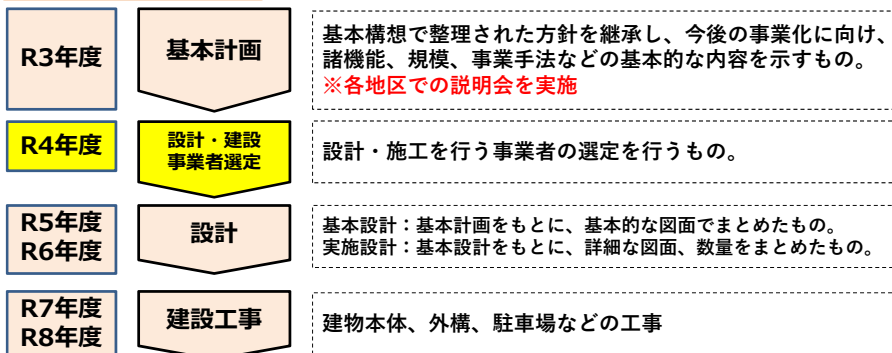 R3年度
基本計画
基本構想で整理された方針を継承し、今後の事業化に向け、
諸機能、規模、事業手法などの基本的な内容を示すもの。
※各地区での説明会を実施
R4年度
設計・建設
事業者選定
設計・施工を行う事業者の選定を行うもの。
R5年度
R6年度
設計
基本設計：基本計画をもとに、基本的な図面でまとめたもの。
実施設計：基本設計をもとに、詳細な図面、数量をまとめたもの。
R7年度
R8年度
建設工事
建物本体、外構、駐車場などの工事